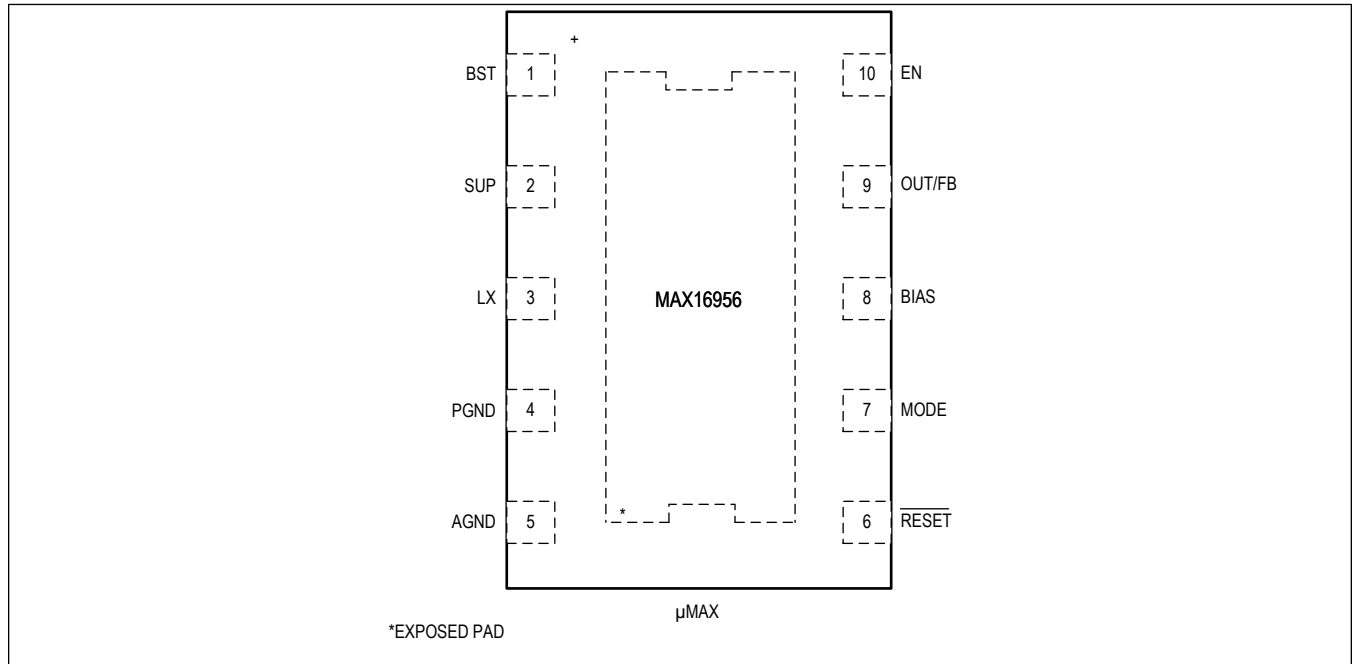 +
BST 1 10 EN
SUP 2 9 OUT/FB
LX 3 MAX16956 8 BIAS
PGND 4 7 MODE
AGND 5 * 6 RESET
µMAX
*EXPOSED PAD